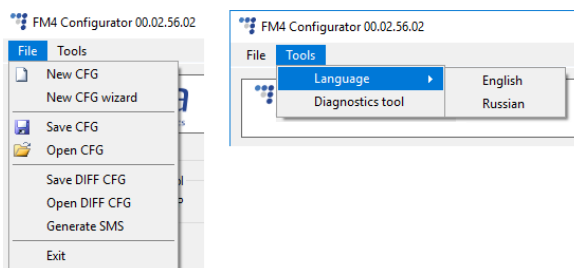 FM4 Configurator 00.02.56.02
File Tools
New CFG
New CFG wizard
Save CFG
Open CFG
Save DIFF CFG
Open DIFF CFG
Generate SMS
Exit
FM4 Configurator 00.02.56.02
File Tools
Language English
Diagnostics tool Russian